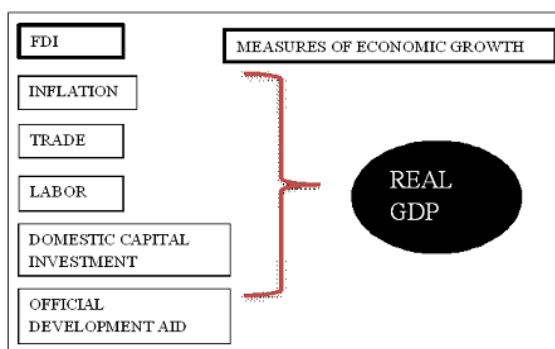 FDI
MEASURES OF ECONOMIC GROWTH
INFLATION
TRADE
LABOR
DOMESTIC CAPITAL
INVESTMENT
OFFICIAL
DEVELOPMENT AID
REAL
GDP